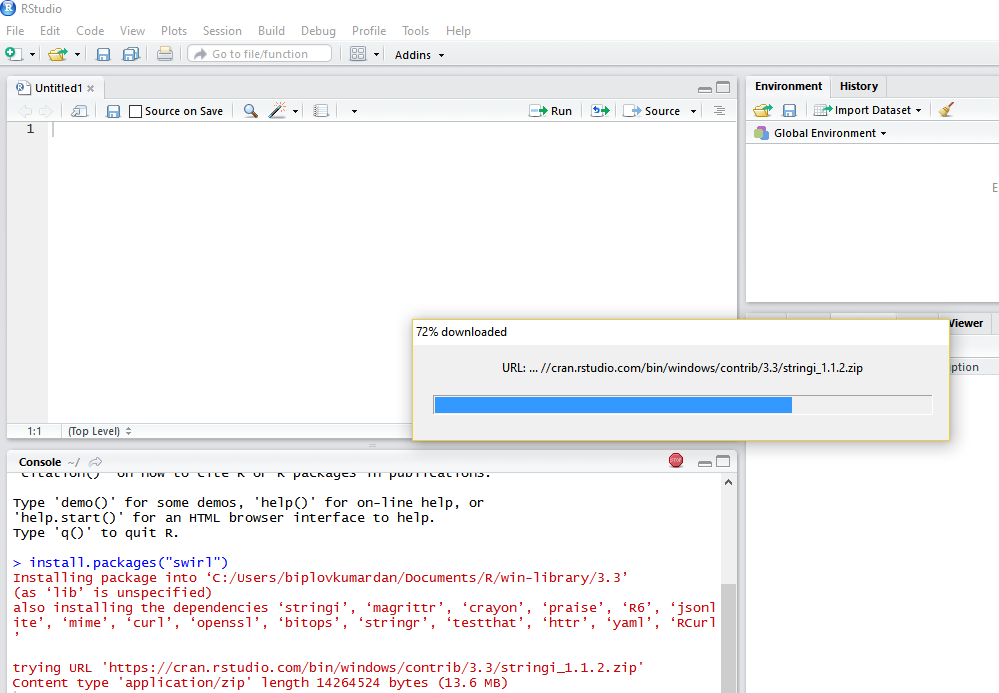 RStudio
File Edit Code View Plots Session Build Debug Profile Tools Help
Go to file/function Addins
Untitled1
Source on Save Run Source
1
1:1 (Top Level)
Environment History
Import Dataset
Global Environment
E
Viewer
ption
72% downloaded
URL: ... //cran.rstudio.com/bin/windows/contrib/3.3/stringi_1.1.2.zip
Console ~/
STOP
'citation()' on how to cite R or R packages in publications.
Type 'demo()' for some demos, 'help()' for on-line help, or
'help.start()' for an HTML browser interface to help.
Type 'q()' to quit R.
> install.packages("swirl")
Installing package into ‘C:/Users/biplovkumardan/Documents/R/win-library/3.3’
(as ‘lib’ is unspecified)
also installing the dependencies ‘stringi’, ‘magrittr’, ‘crayon’, ‘praise’, ‘R6’, ‘jsonl
ite’, ‘mime’, ‘curl’, ‘openssl’, ‘bitops’, ‘stringr’, ‘testthat’, ‘httr’, ‘yaml’, ‘RCurl
’
trying URL 'https://cran.rstudio.com/bin/windows/contrib/3.3/stringi_1.1.2.zip'
Content type 'application/zip' length 14264524 bytes (13.6 MB)